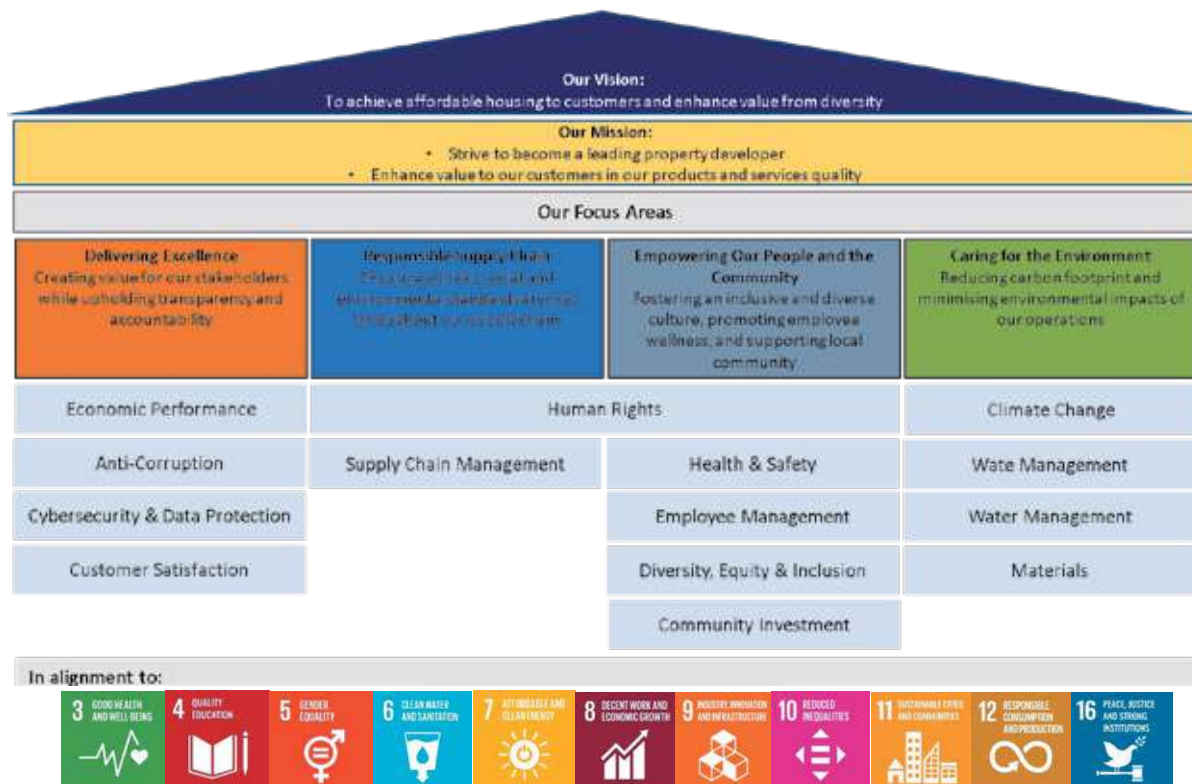 Our Vision:
To achieve affordable housing to customers and enhance value from diversity
Our Mission:
• Strive to become a leading property developer
• Enhance value to our customers in our products and services quality
Our Focus Areas
Delivering Excellence
Creating value for our stakeholders
while upholding transparency and
accountability
Responsible Supply Chain
Empowering Our People and the
Community
Fostering an inclusive and diverse
culture, promoting employee
wellness, and supporting local
community
Caring for the Environment
Reducing carbon footprint and
minimising environmental impacts of
our operations
Economic Performance
Human Rights
Climate Change
Anti-Corruption
Supply Chain Management
Health & Safety
Wate Management
Cybersecurity & Data Protection
Employee Management
Water Management
Customer Satisfaction
Diversity, Equity & Inclusion
Materials
Community Investment
In alignment to:
3 GOOD HEALTH
AND WELL-BEING
4 QUALITY
EDUCATION
5 GENDER
EQUALITY
6 CLEAN WATER
AND SANITATION
7 AFFORDABLE AND
CLEAN ENERGY
8 DECENT WORK AND
ECONOMIC GROWTH
9 INDUSTRY, INNOVATION
AND INFRASTRUCTURE
10 REDUCED
INEQUALITIES
11 SUSTAINABLE CITIES
AND COMMUNITIES
12 RESPONSIBLE
CONSUMPTION
AND PRODUCTION
16 PEACE, JUSTICE
AND STRONG
INSTITUTIONS